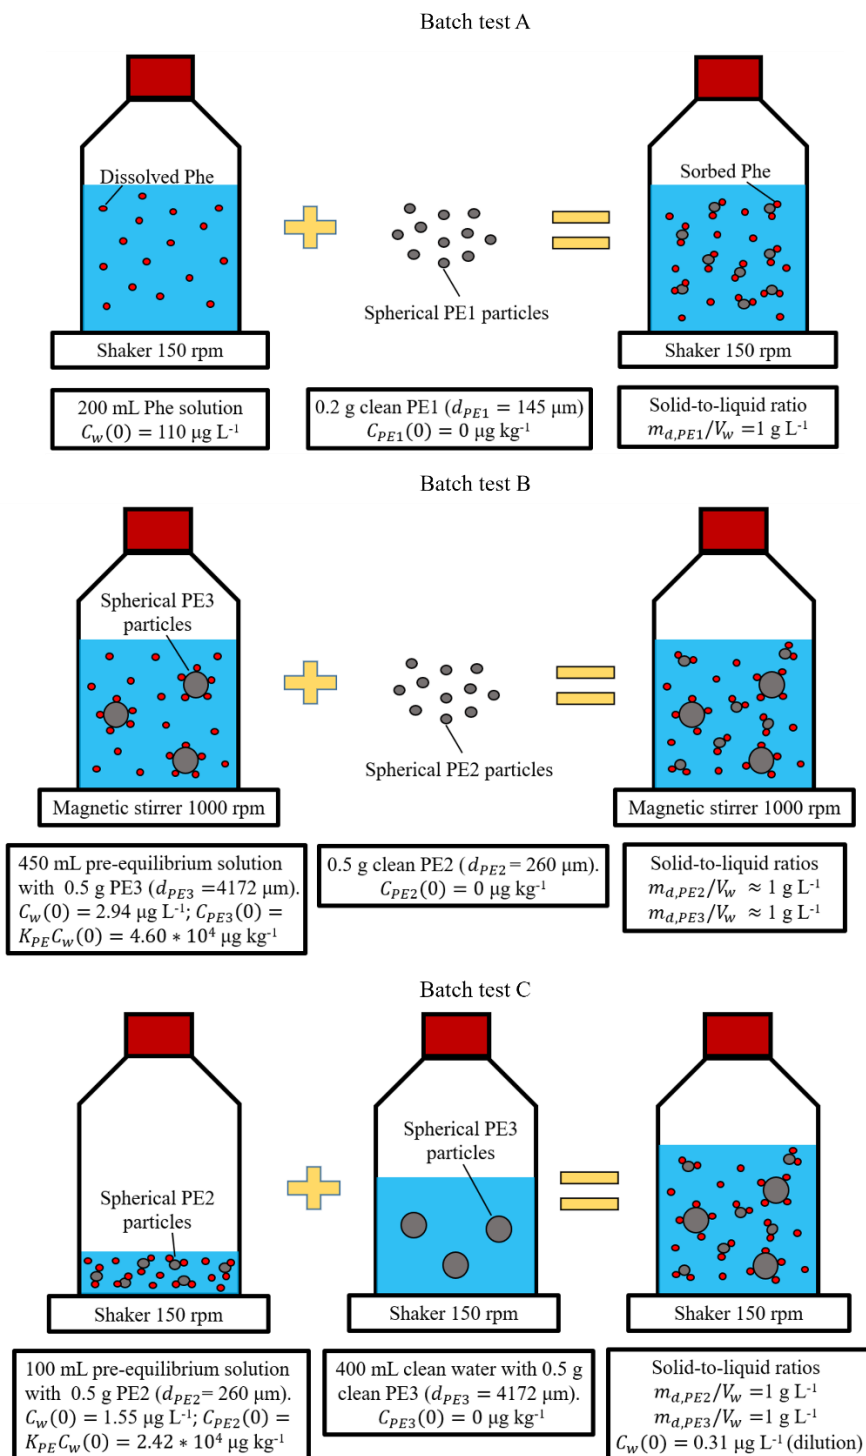 Batch test A
Dissolved Phe
Sorbed Phe
Spherical PE1 particles
Shaker 150 rpm
Shaker 150 rpm
200 mL Phe solution
C_w(0) = 110 µg L⁻¹
0.2 g clean PE1 (d_PE1 = 145 µm)
C_PE1(0) = 0 µg kg⁻¹
Solid-to-liquid ratio
m_d,PE1/V_w =1 g L⁻¹
Batch test B
Spherical PE3
particles
Spherical PE2 particles
Magnetic stirrer 1000 rpm
Magnetic stirrer 1000 rpm
450 mL pre-equilibrium solution
with 0.5 g PE3 (d_PE3 =4172 µm).
C_w(0) = 2.94 µg L⁻¹; C_PE3(0) =
K_PE C_w(0) = 4.60 * 10⁴ µg kg⁻¹
0.5 g clean PE2 (d_PE2 = 260 µm).
C_PE2(0) = 0 µg kg⁻¹
Solid-to-liquid ratios
m_d,PE2/V_w ≈ 1 g L⁻¹
m_d,PE3/V_w ≈ 1 g L⁻¹
Batch test C
Spherical PE2
particles
Spherical PE3
particles
Shaker 150 rpm
Shaker 150 rpm
Shaker 150 rpm
100 mL pre-equilibrium solution
with 0.5 g PE2 (d_PE2= 260 µm).
C_w(0) = 1.55 µg L⁻¹; C_PE2(0) =
K_PE C_w(0) = 2.42 * 10⁴ µg kg⁻¹
400 mL clean water with 0.5 g
clean PE3 (d_PE3 = 4172 µm).
C_PE3(0) = 0 µg kg⁻¹
Solid-to-liquid ratios
m_d,PE2/V_w =1 g L⁻¹
m_d,PE3/V_w =1 g L⁻¹
C_w(0) = 0.31 µg L⁻¹ (dilution)